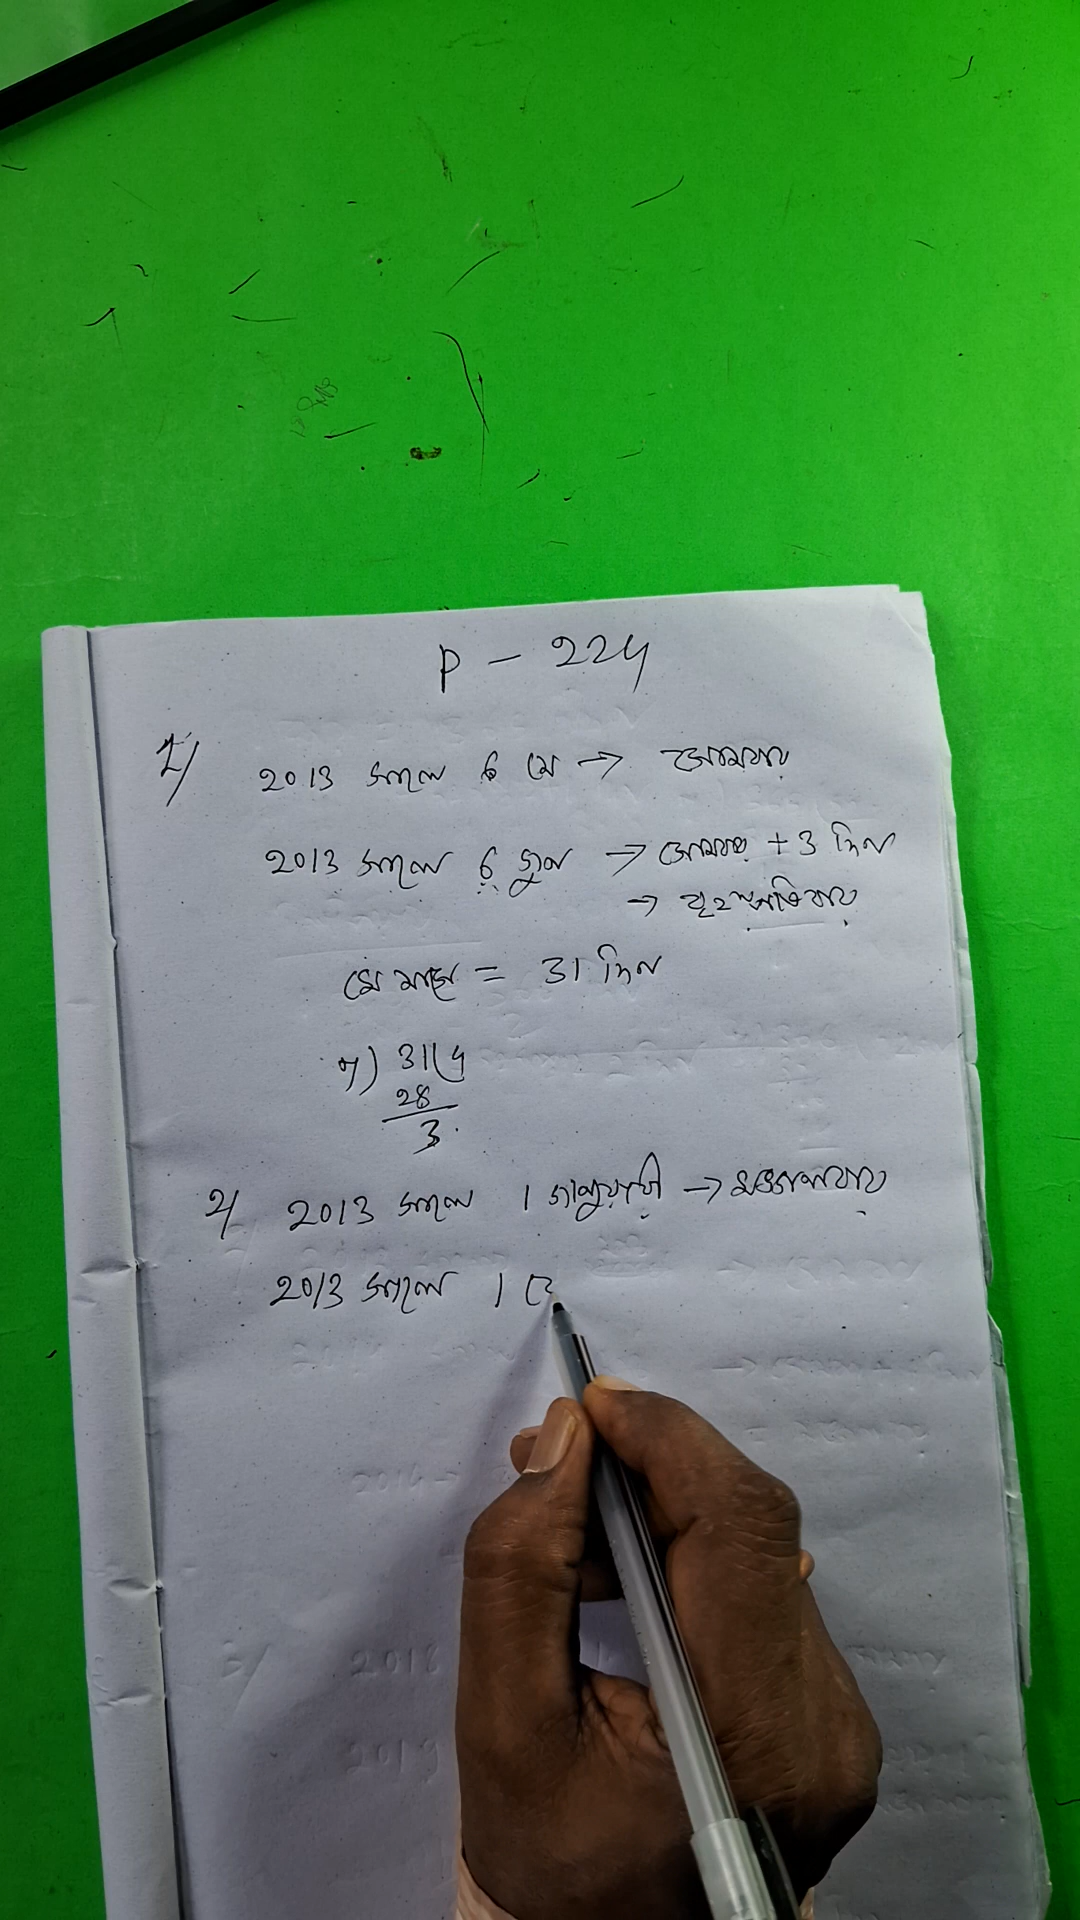 P - 224
1/ 2013 সালে 6 মে → সোমবার
2013 সালে 6 জুন → সোমবার + 3 দিন
→ বৃহস্পতিবার
মে মাসে = 31 দিন
7) 31(4
28
3
2/ 2013 সালে 1 জানুয়ারী → মঙ্গলবার
2013 সালে 1